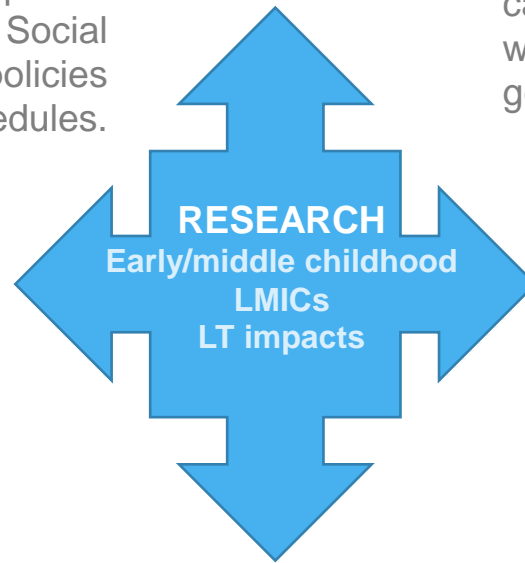 Social
policies
edules.
RESEARCH
Early/middle childhood
LMICs
LT impacts